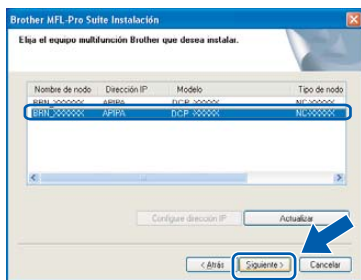 Brother MFL-Pro Suite Instalación
Elija el equipo multifunción Brother que desea instalar.
Nombre de nodo Dirección IP Modelo Tipo de nodo
BRN_XXXXXX APIPA DCP-XXXXX NC-XXXXX
BRN_XXXXXX APIPA DCP-XXXXX NC-XXXXX
Configure dirección IP Actualizar
< Atrás Siguiente > Cancelar